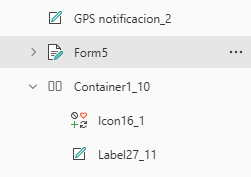 GPS notificacion_2
Form5
Container1_10
Icon16_1
Label27_11